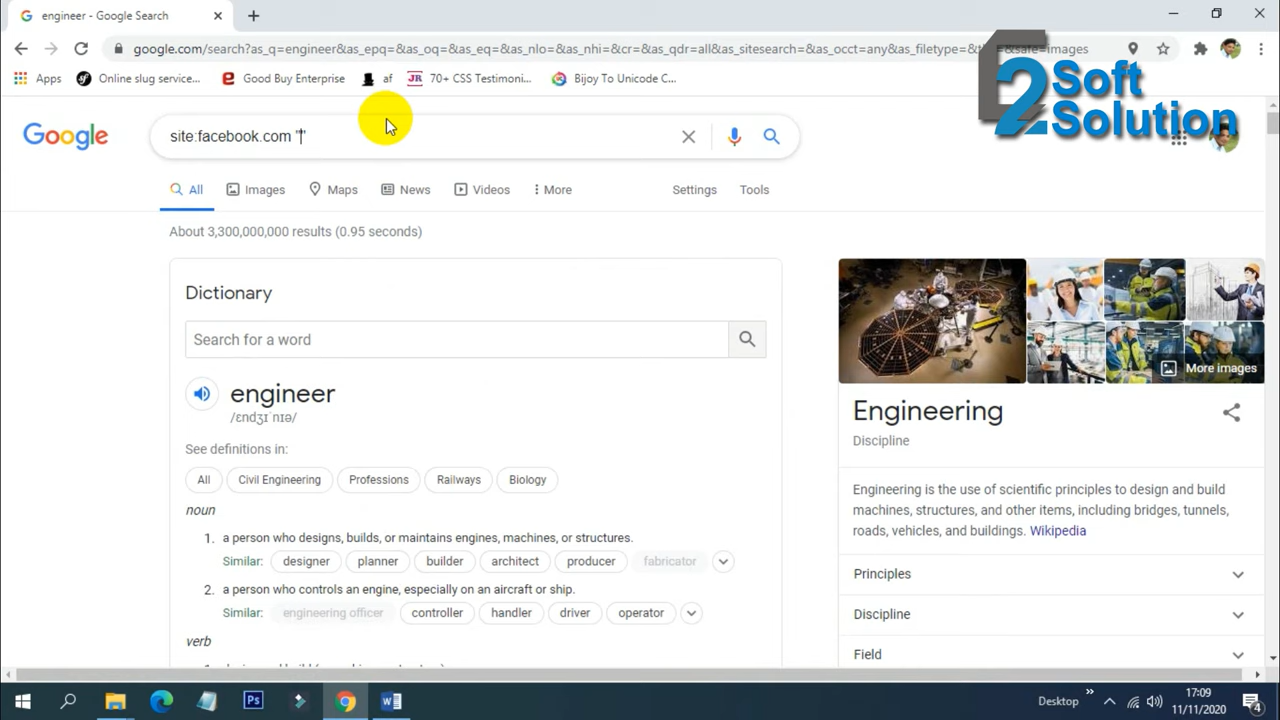 engineer - Google Search
google.com/search?as_q=engineer&as_epq=&as_oq=&as_eq=&as_nlo=&as_nhi=&cr=&as_qdr=all&as_sitesearch=&as_occt=any&as_filetype=
=images
Apps
Online slug service...
Good Buy Enterprise
af
JR 70+ CSS Testimoni...
Bijoy To Unicode C...
Soft
Solution
Google
site:facebook.com "
All
Images
Maps
News
Videos
More
Settings
Tools
About 3,300,000,000 results (0.95 seconds)
Dictionary
Search for a word
engineer
/ɛndʒɪˈnɪə/
See definitions in:
All
Civil Engineering
Professions
Railways
Biology
noun
1. a person who designs, builds, or maintains engines, machines, or structures.
Similar: designer planner builder architect producer fabricator
2. a person who controls an engine, especially on an aircraft or ship.
Similar: engineering officer controller handler driver operator
verb
More images
Engineering
Discipline
Engineering is the use of scientific principles to design and build
machines, structures, and other items, including bridges, tunnels,
roads, vehicles, and buildings. Wikipedia
Principles
Discipline
Field
Ps
Desktop
17:09
11/11/2020
4